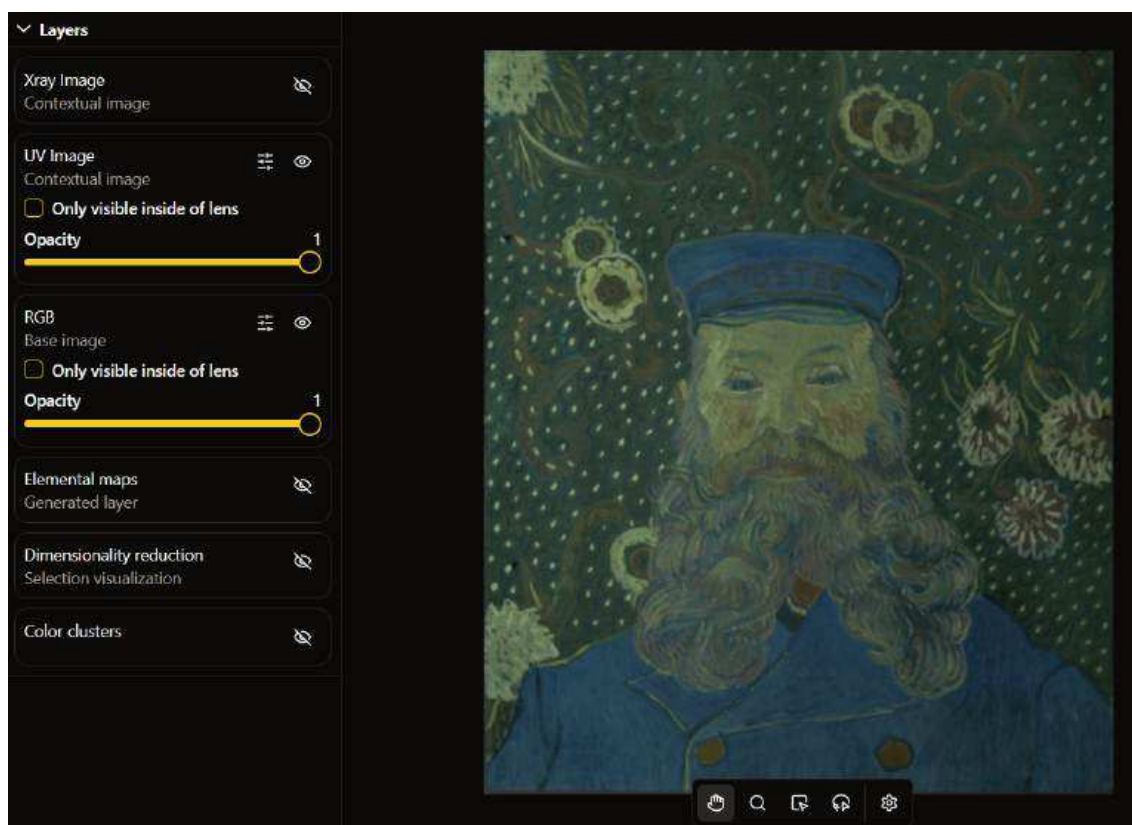 Layers
Xray Image
Contextual image
UV Image
Contextual image
Only visible inside of lens
Opacity 1
RGB
Base image
Only visible inside of lens
Opacity 1
Elemental maps
Generated layer
Dimensionality reduction
Selection visualization
Color clusters